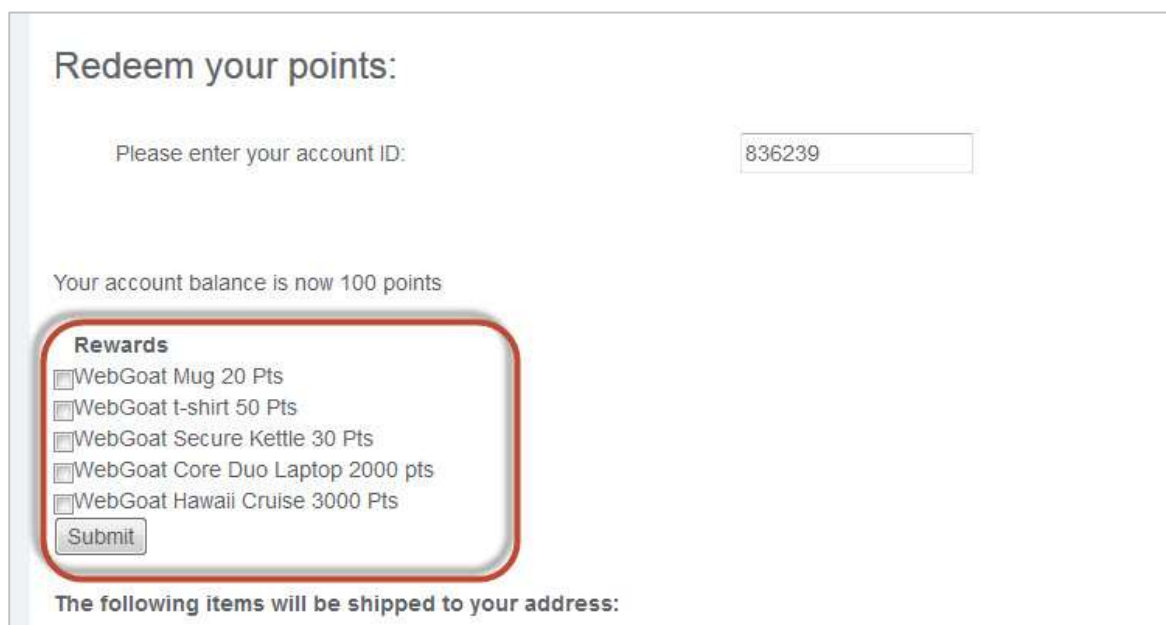 Redeem your points:
Please enter your account ID: 836239
Your account balance is now 100 points
Rewards
WebGoat Mug 20 Pts
WebGoat t-shirt 50 Pts
WebGoat Secure Kettle 30 Pts
WebGoat Core Duo Laptop 2000 pts
WebGoat Hawaii Cruise 3000 Pts
Submit
The following items will be shipped to your address: